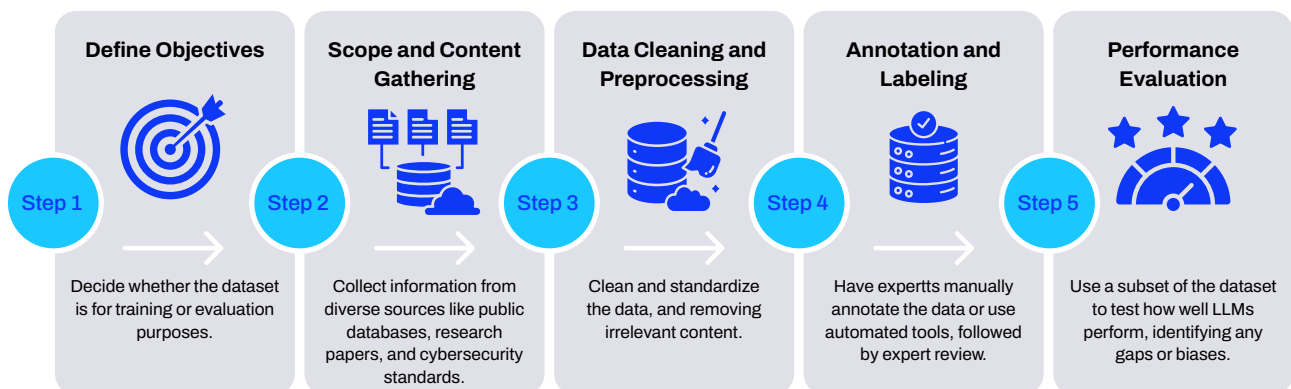 Define Objectives
Step 1
Decide whether the dataset
is for training or evaluation
purposes.
Scope and Content
Gathering
Step 2
Collect information from
diverse sources like public
databases, research
papers, and cybersecurity
standards.
Data Cleaning and
Preprocessing
Step 3
Clean and standardize
the data, and removing
irrelevant content.
Annotation and
Labeling
Step 4
Have experts manually
annotate the data or use
automated tools, followed
by expert review.
Performance
Evaluation
Step 5
Use a subset of the dataset
to test how well LLMs
perform, identifying any
gaps or biases.